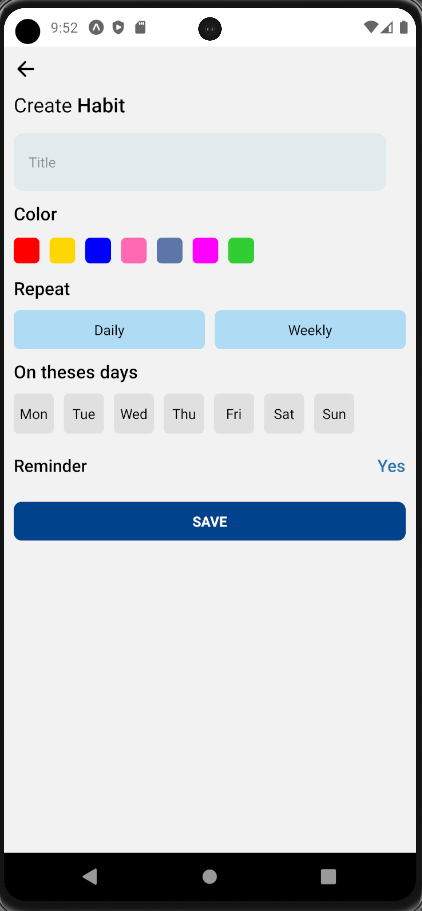 9:52
Create Habit
Title
Color
Repeat
Daily Weekly
On theses days
Mon Tue Wed Thu Fri Sat Sun
Reminder Yes
SAVE